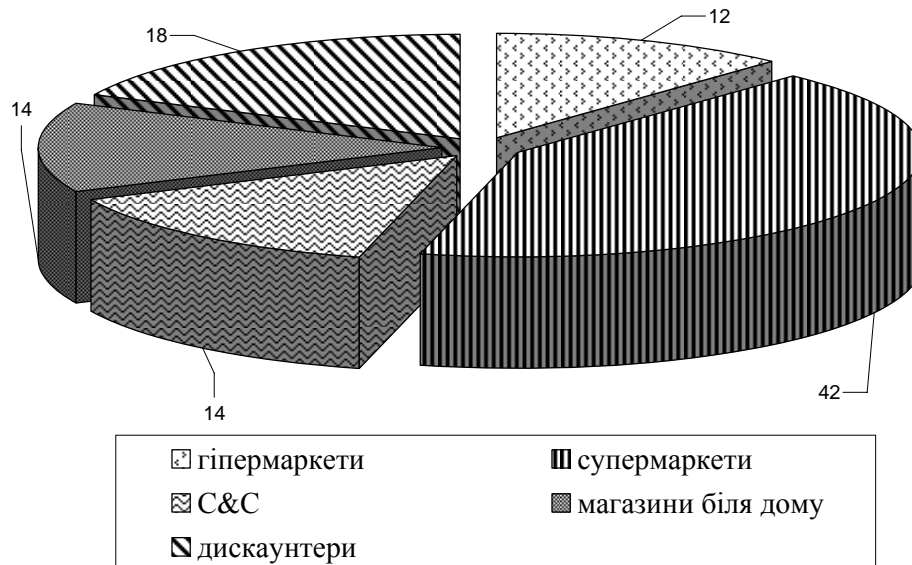 12
18
14
14
42
гіпермаркети
супермаркети
C&C
магазини біля дому
дискаунтери